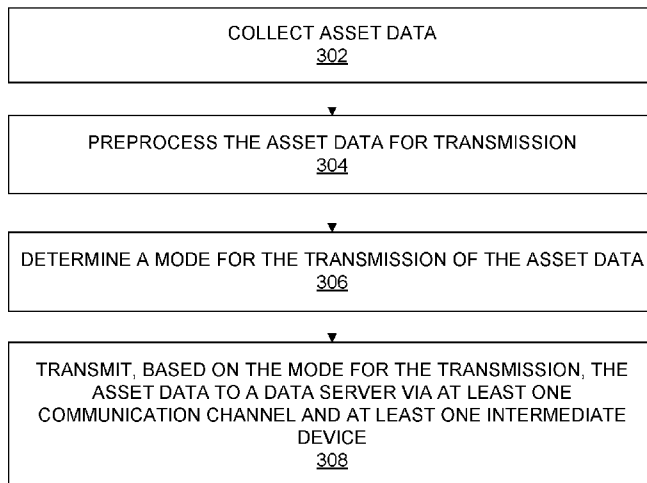 COLLECT ASSET DATA
302
PREPROCESS THE ASSET DATA FOR TRANSMISSION
304
DETERMINE A MODE FOR THE TRANSMISSION OF THE ASSET DATA
306
TRANSMIT, BASED ON THE MODE FOR THE TRANSMISSION, THE
ASSET DATA TO A DATA SERVER VIA AT LEAST ONE
COMMUNICATION CHANNEL AND AT LEAST ONE INTERMEDIATE
DEVICE
308